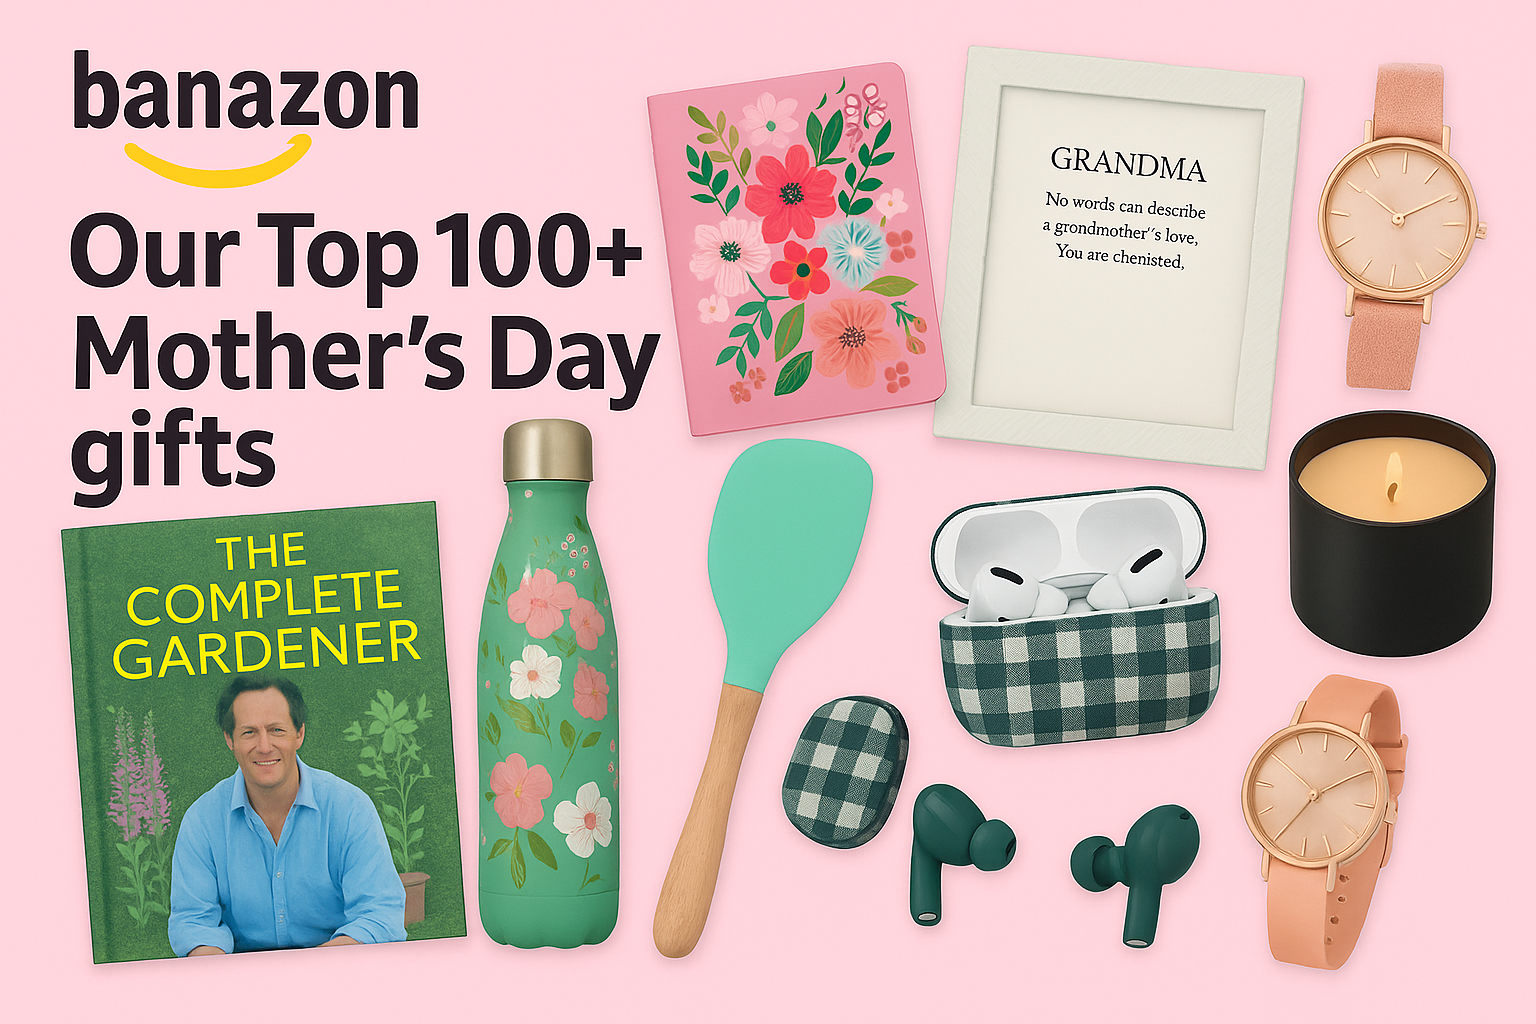 banazon
Our Top 100+
Mother's Day
gifts
GRANDMA
No words can describe
a grondmother''s love,
You are chenisted,
THE
COMPLETE
GARDENER